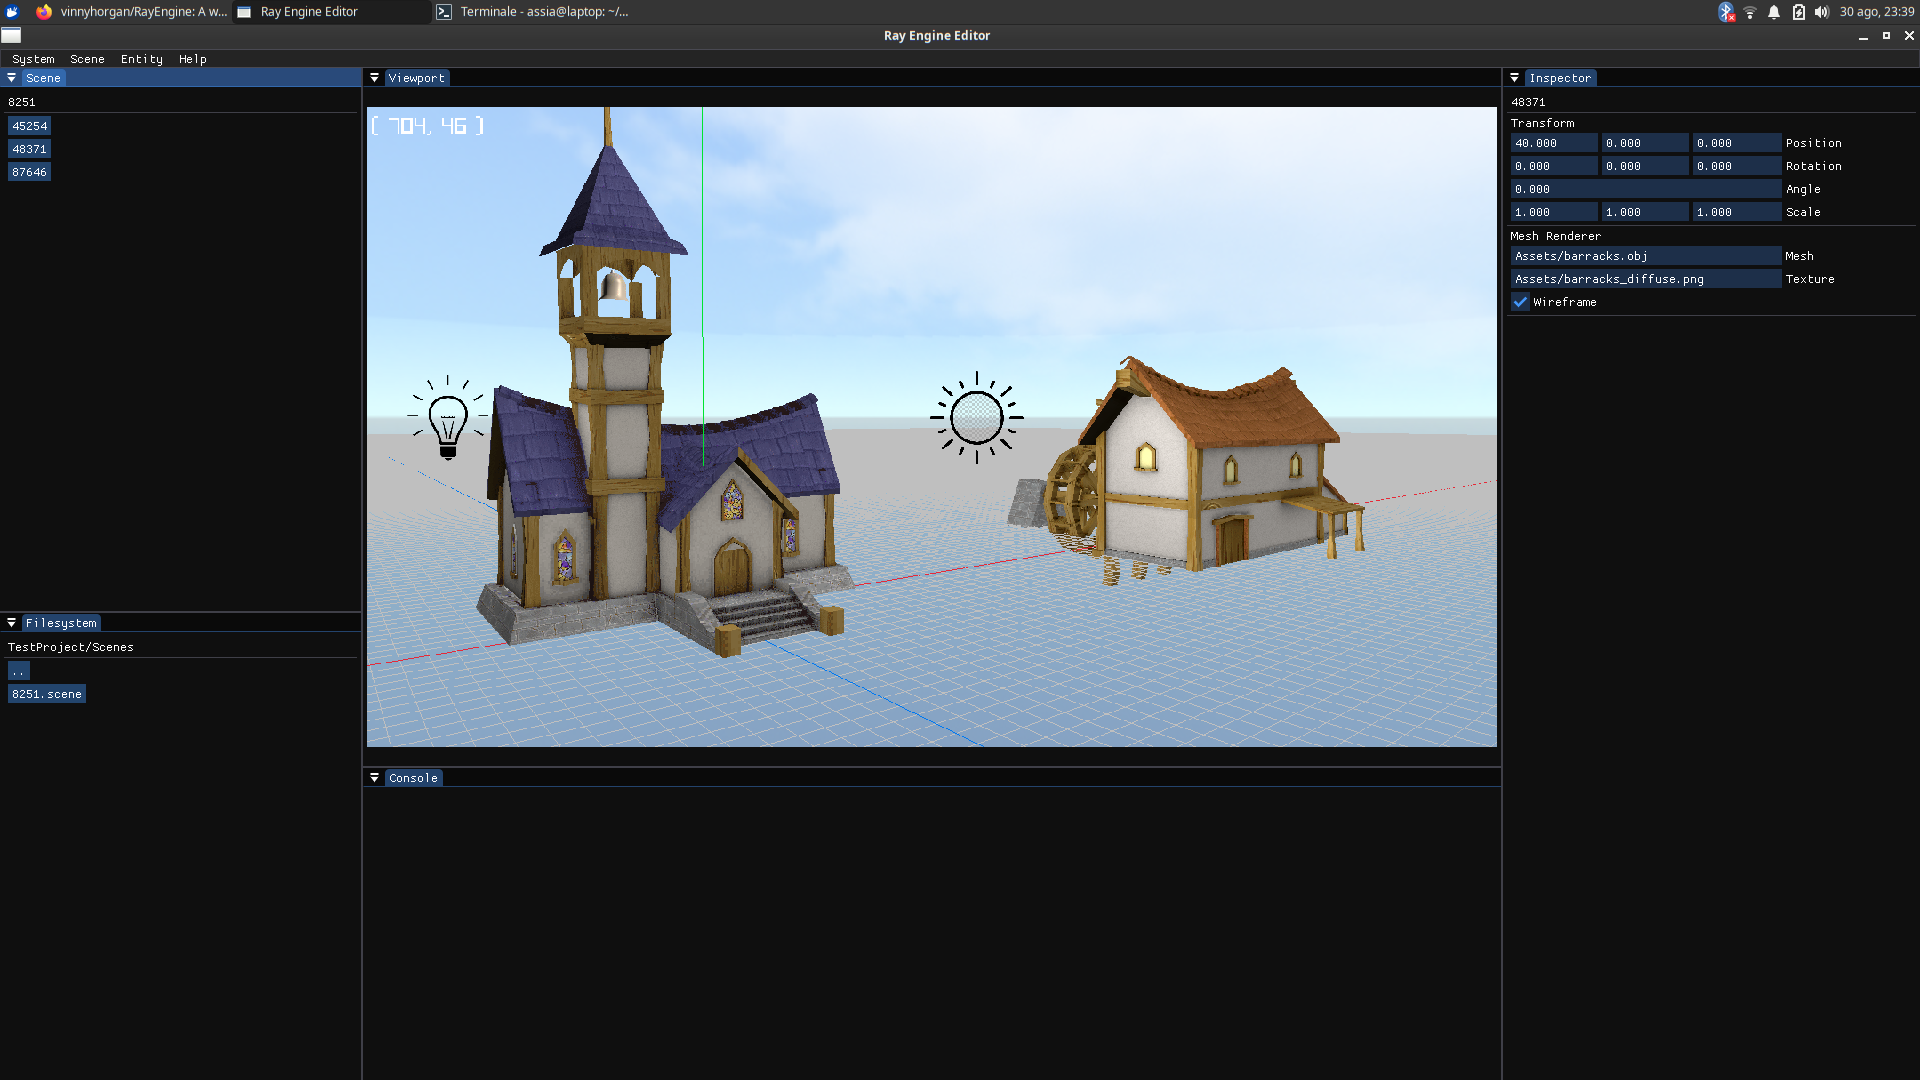 vinnyhorgan/RayEngine: A w...
Ray Engine Editor
Terminale - assia@laptop: ~/...
30 ago, 23:39
Ray Engine Editor
System Scene Entity Help
Scene
8251
45254
48371
87646
Filesystem
TestProject/Scenes
..
8251.scene
Viewport
( 704, 46 )
Console
Inspector
48371
Transform
40.000 0.000 0.000 Position
0.000 0.000 0.000 Rotation
0.000 Angle
1.000 1.000 1.000 Scale
Mesh Renderer
Assets/barracks.obj Mesh
Assets/barracks_diffuse.png Texture
Wireframe